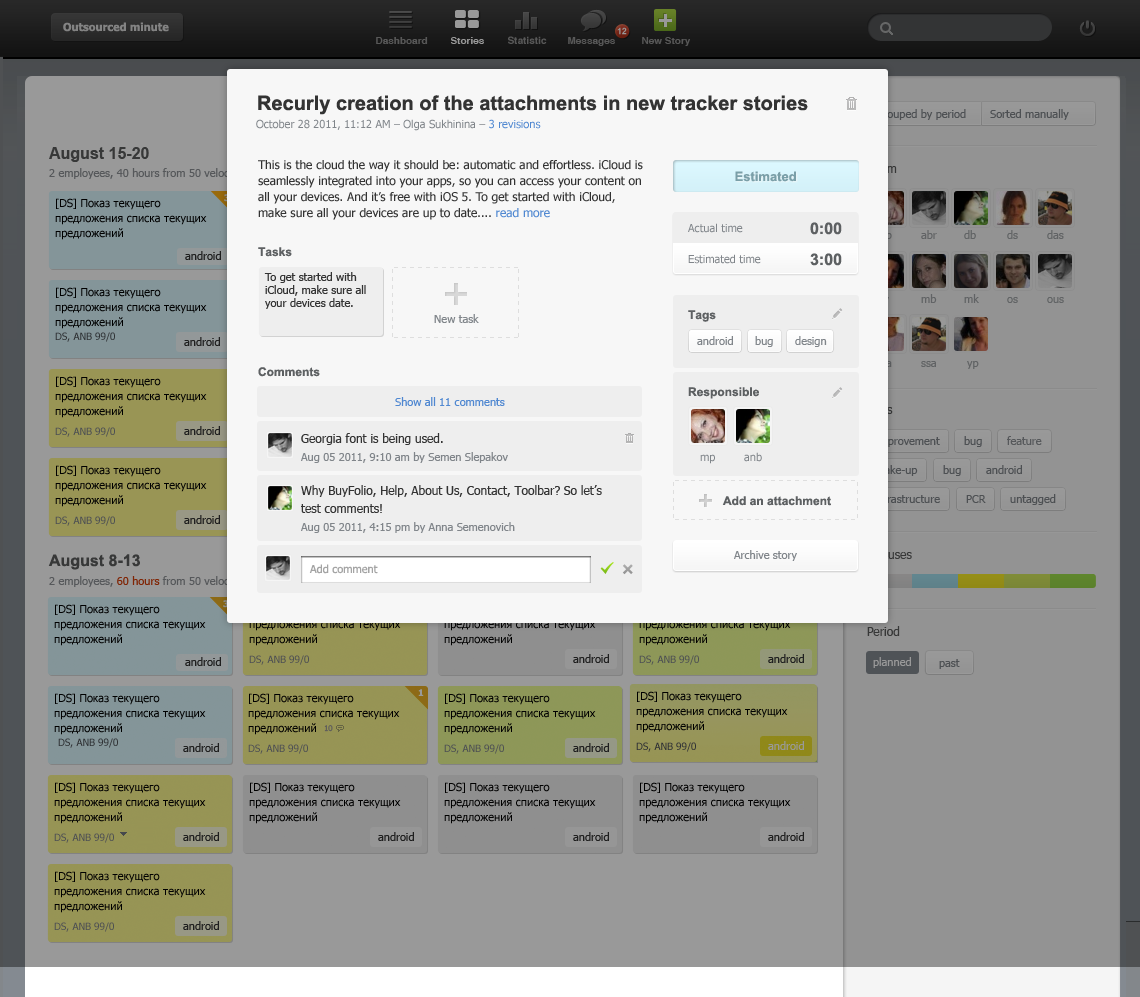 Outsourced minute
Dashboard
Stories
Statistic
Messages
12
New Story
Recurly creation of the attachments in new tracker stories
October 28 2011, 11:12 AM – Olga Sukhinina – 3 revisions
This is the cloud the way it should be: automatic and effortless. iCloud is
seamlessly integrated into your apps, so you can access your content on
all your devices. And it's free with iOS 5. To get started with iCloud,
make sure all your devices are up to date.... read more
Tasks
To get started with
iCloud, make sure all
your devices date.
New task
Comments
Show all 11 comments
Georgia font is being used.
Aug 05 2011, 9:10 am by Semen Slepakov
Why BuyFolio, Help, About Us, Contact, Toolbar? So let's
test comments!
Aug 05 2011, 4:15 pm by Anna Semenovich
Add comment
Estimated
Actual time 0:00
Estimated time 3:00
Tags
android bug design
Responsible
mp anb
Add an attachment
Archive story
August 15-20
2 employees, 40 hours from 50
[DS] Показ текущего
предложения списка текущих
предложений
android
[DS] Показ текущего
предложения списка текущих
предложений
DS, ANB 99/0
android
[DS] Показ текущего
предложения списка текущих
предложений
DS, ANB 99/0
android
[DS] Показ текущего
предложения списка текущих
предложений
DS, ANB 99/0
android
August 8-13
2 employees, 60 hours from 50
[DS] Показ текущего
предложения списка текущих
предложений
android
предложения списка текущих
предложений
DS, ANB 99/0
предложения списка текущих
предложений
android
предложения списка текущих
предложений
DS, ANB 99/0
android
[DS] Показ текущего
предложения списка текущих
предложений
DS, ANB 99/0
android
[DS] Показ текущего
1
предложения списка текущих
предложений 10
DS, ANB 99/0
[DS] Показ текущего
предложения списка текущих
предложений
DS, ANB 99/0
android
[DS] Показ текущего
предложения списка текущих
предложений
DS, ANB 99/0
android
[DS] Показ текущего
предложения списка текущих
предложений
DS, ANB 99/0
android
[DS] Показ текущего
предложения списка текущих
предложений
android
[DS] Показ текущего
предложения списка текущих
предложений
android
[DS] Показ текущего
предложения списка текущих
предложений
android
[DS] Показ текущего
предложения списка текущих
предложений
DS, ANB 99/0
android
by period
Sorted manually
abr db ds das
mb mk os ous
ssa yp
bug feature
bug android
PCR untagged
Period
planned past